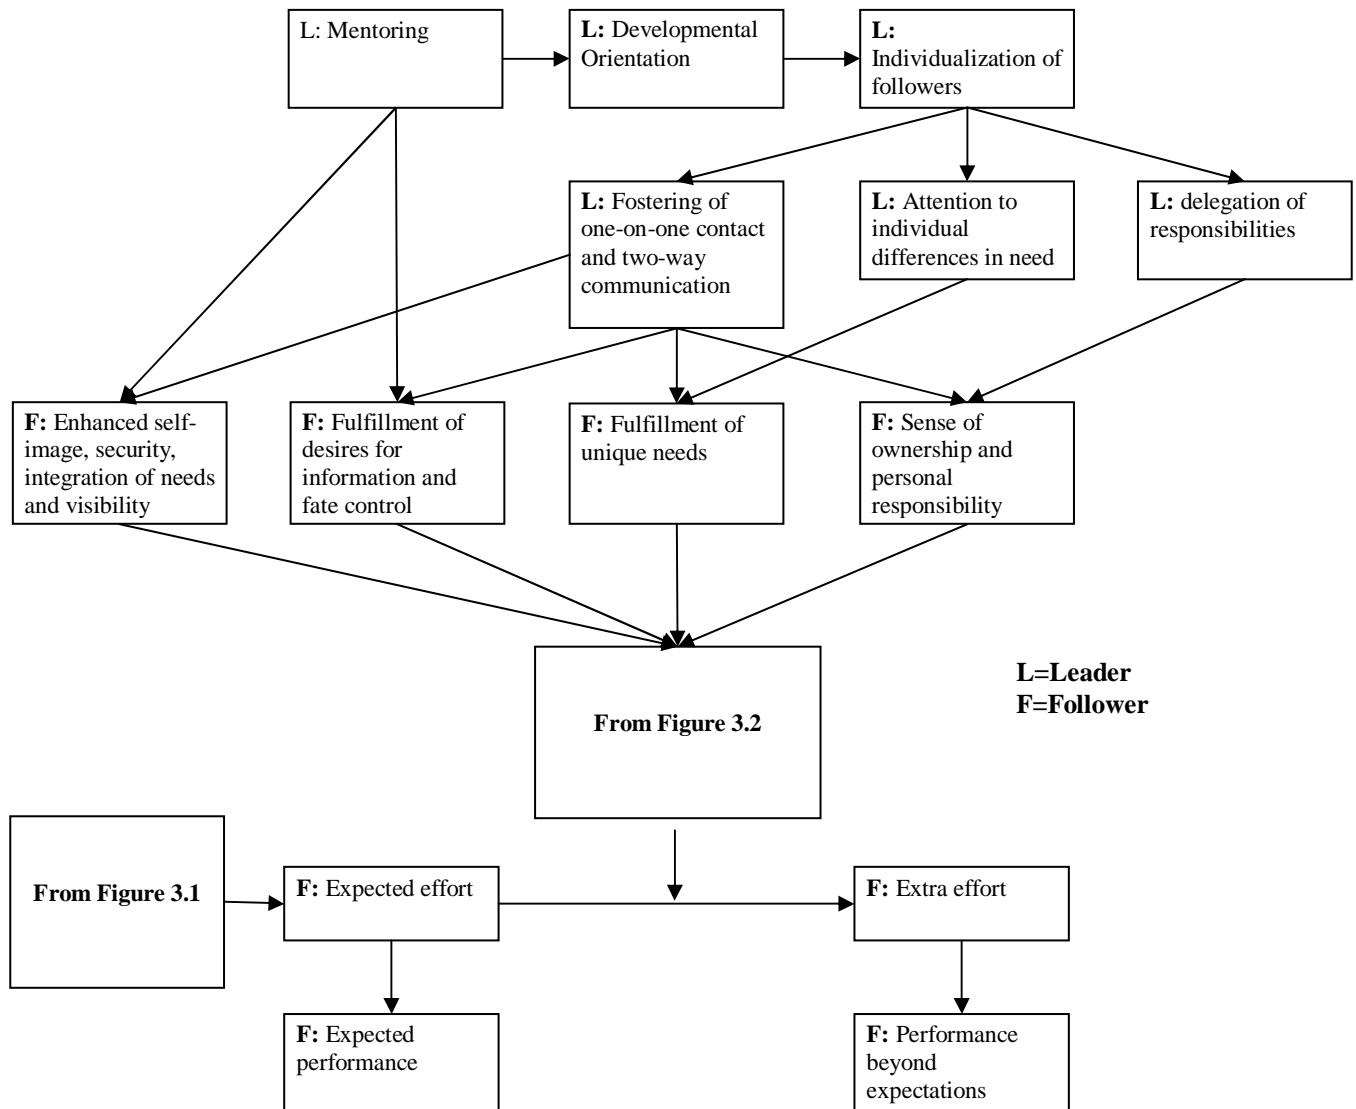 L: Mentoring
L: Developmental
Orientation
L:
Individualization of
followers
L: Fostering of
one-on-one contact
and two-way
communication
L: Attention to
individual
differences in need
L: delegation of
responsibilities
F: Enhanced self-
image, security,
integration of needs
and visibility
F: Fulfillment of
desires for
information and
fate control
F: Fulfillment of
unique needs
F: Sense of
ownership and
personal
responsibility
From Figure 3.2
L=Leader
F=Follower
From Figure 3.1
F: Expected effort
F: Extra effort
F: Expected
performance
F: Performance
beyond
expectations